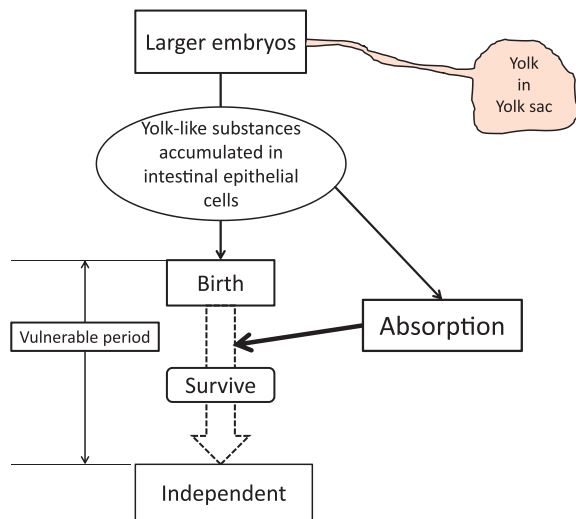 Larger embryos
Yolk
in
Yolk sac
Yolk-like substances
accumulated in
intestinal epithelial
cells
Birth
Vulnerable period
Absorption
Survive
Independent